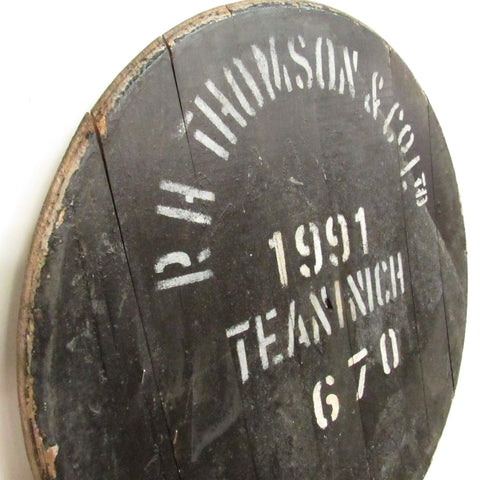 R H THOMSON & CO. LTD
1991
TEANINICH
670